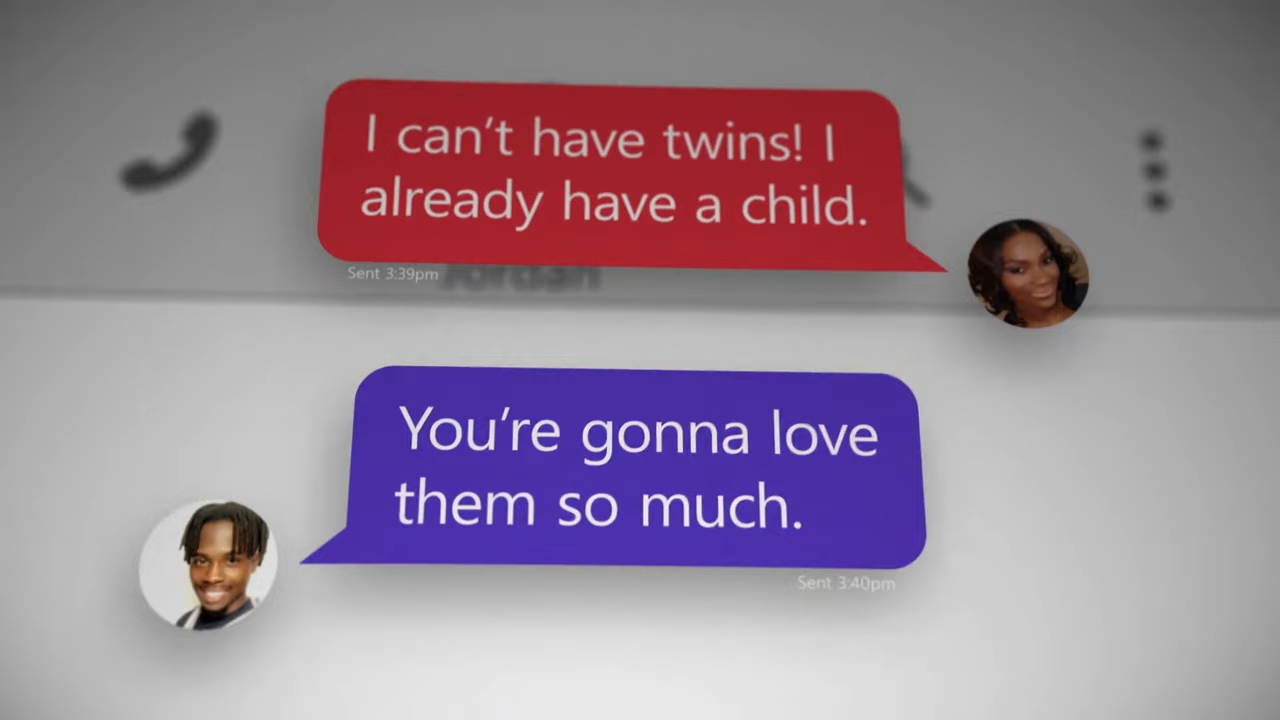 I can't have twins! I
already have a child.
Sent 3:39pm
Jordan
You're gonna love
them so much.
Sent 3:40pm